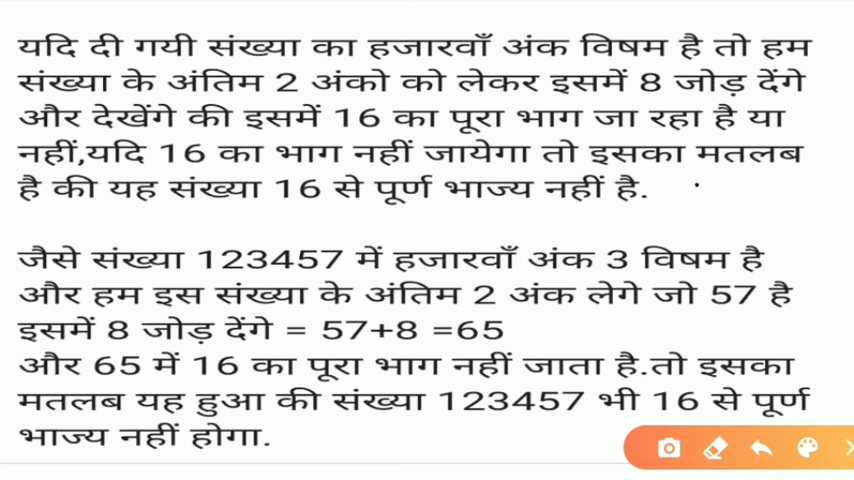 यदि दी गयी संख्या का हजारवाँ अंक विषम है तो हम
संख्या के अंतिम 2 अंको को लेकर इसमें 8 जोड़ देंगे
और देखेंगे की इसमें 16 का पूरा भाग जा रहा है या
नहीं,यदि 16 का भाग नहीं जायेगा तो इसका मतलब
है की यह संख्या 16 से पूर्ण भाज्य नहीं है.
जैसे संख्या 123457 में हजारवाँ अंक 3 विषम है
और हम इस संख्या के अंतिम 2 अंक लेगे जो 57 है
इसमें 8 जोड़ देंगे = 57+8 =65
और 65 में 16 का पूरा भाग नहीं जाता है.तो इसका
मतलब यह हुआ की संख्या 123457 भी 16 से पूर्ण
भाज्य नहीं होगा.